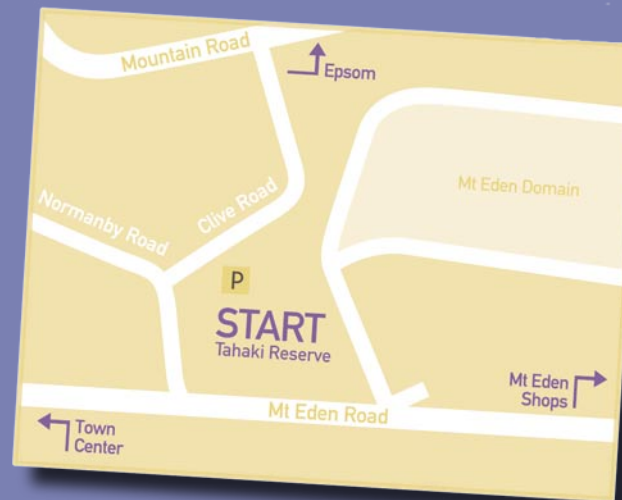 Mountain Road
Epsom
Mt Eden Domain
Clive Road
Normanby Road
P
START
Tahaki Reserve
Mt Eden
Shops
Mt Eden Road
Town
Center